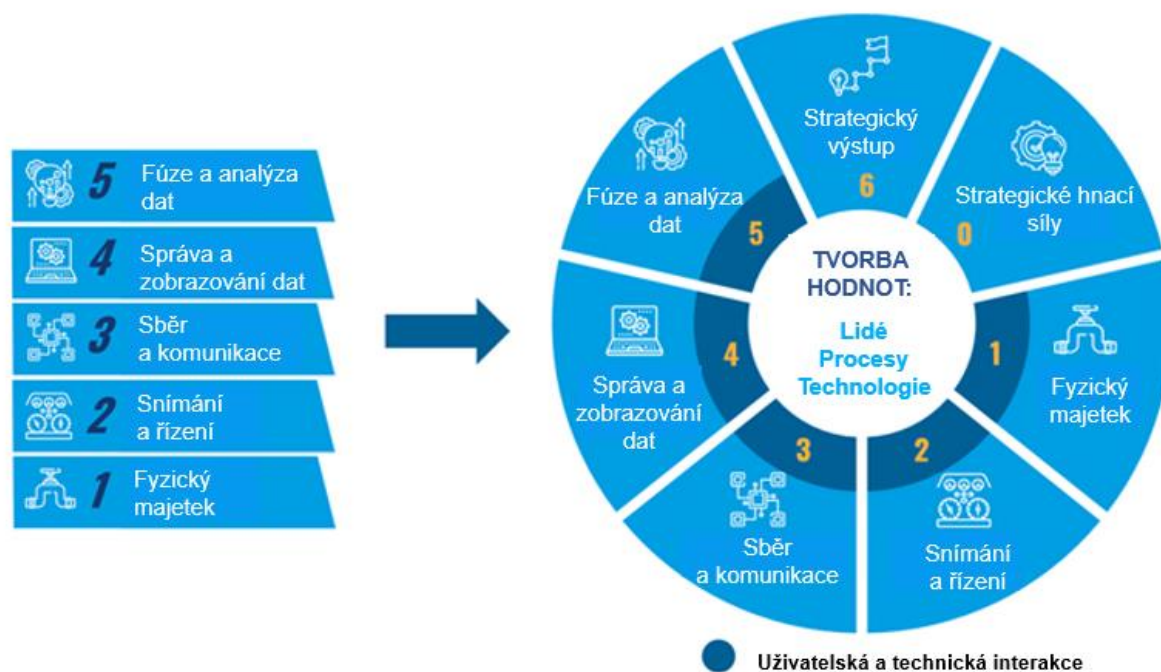 5
Fúze a analýza
dat
4
Správa a
zobrazování dat
3
Sběr
a komunikace
2
Snímání
a řízení
1
Fyzický
majetek
Strategický
výstup
6
Strategické hnací
síly
0
Fyzický
majetek
1
Snímání
a řízení
2
Sběr
a komunikace
3
Správa a
zobrazování
dat
4
Fúze a analýza
dat
5
TVORBA
HODNOT:
Lidé
Procesy
Technologie
Uživatelská a technická interakce